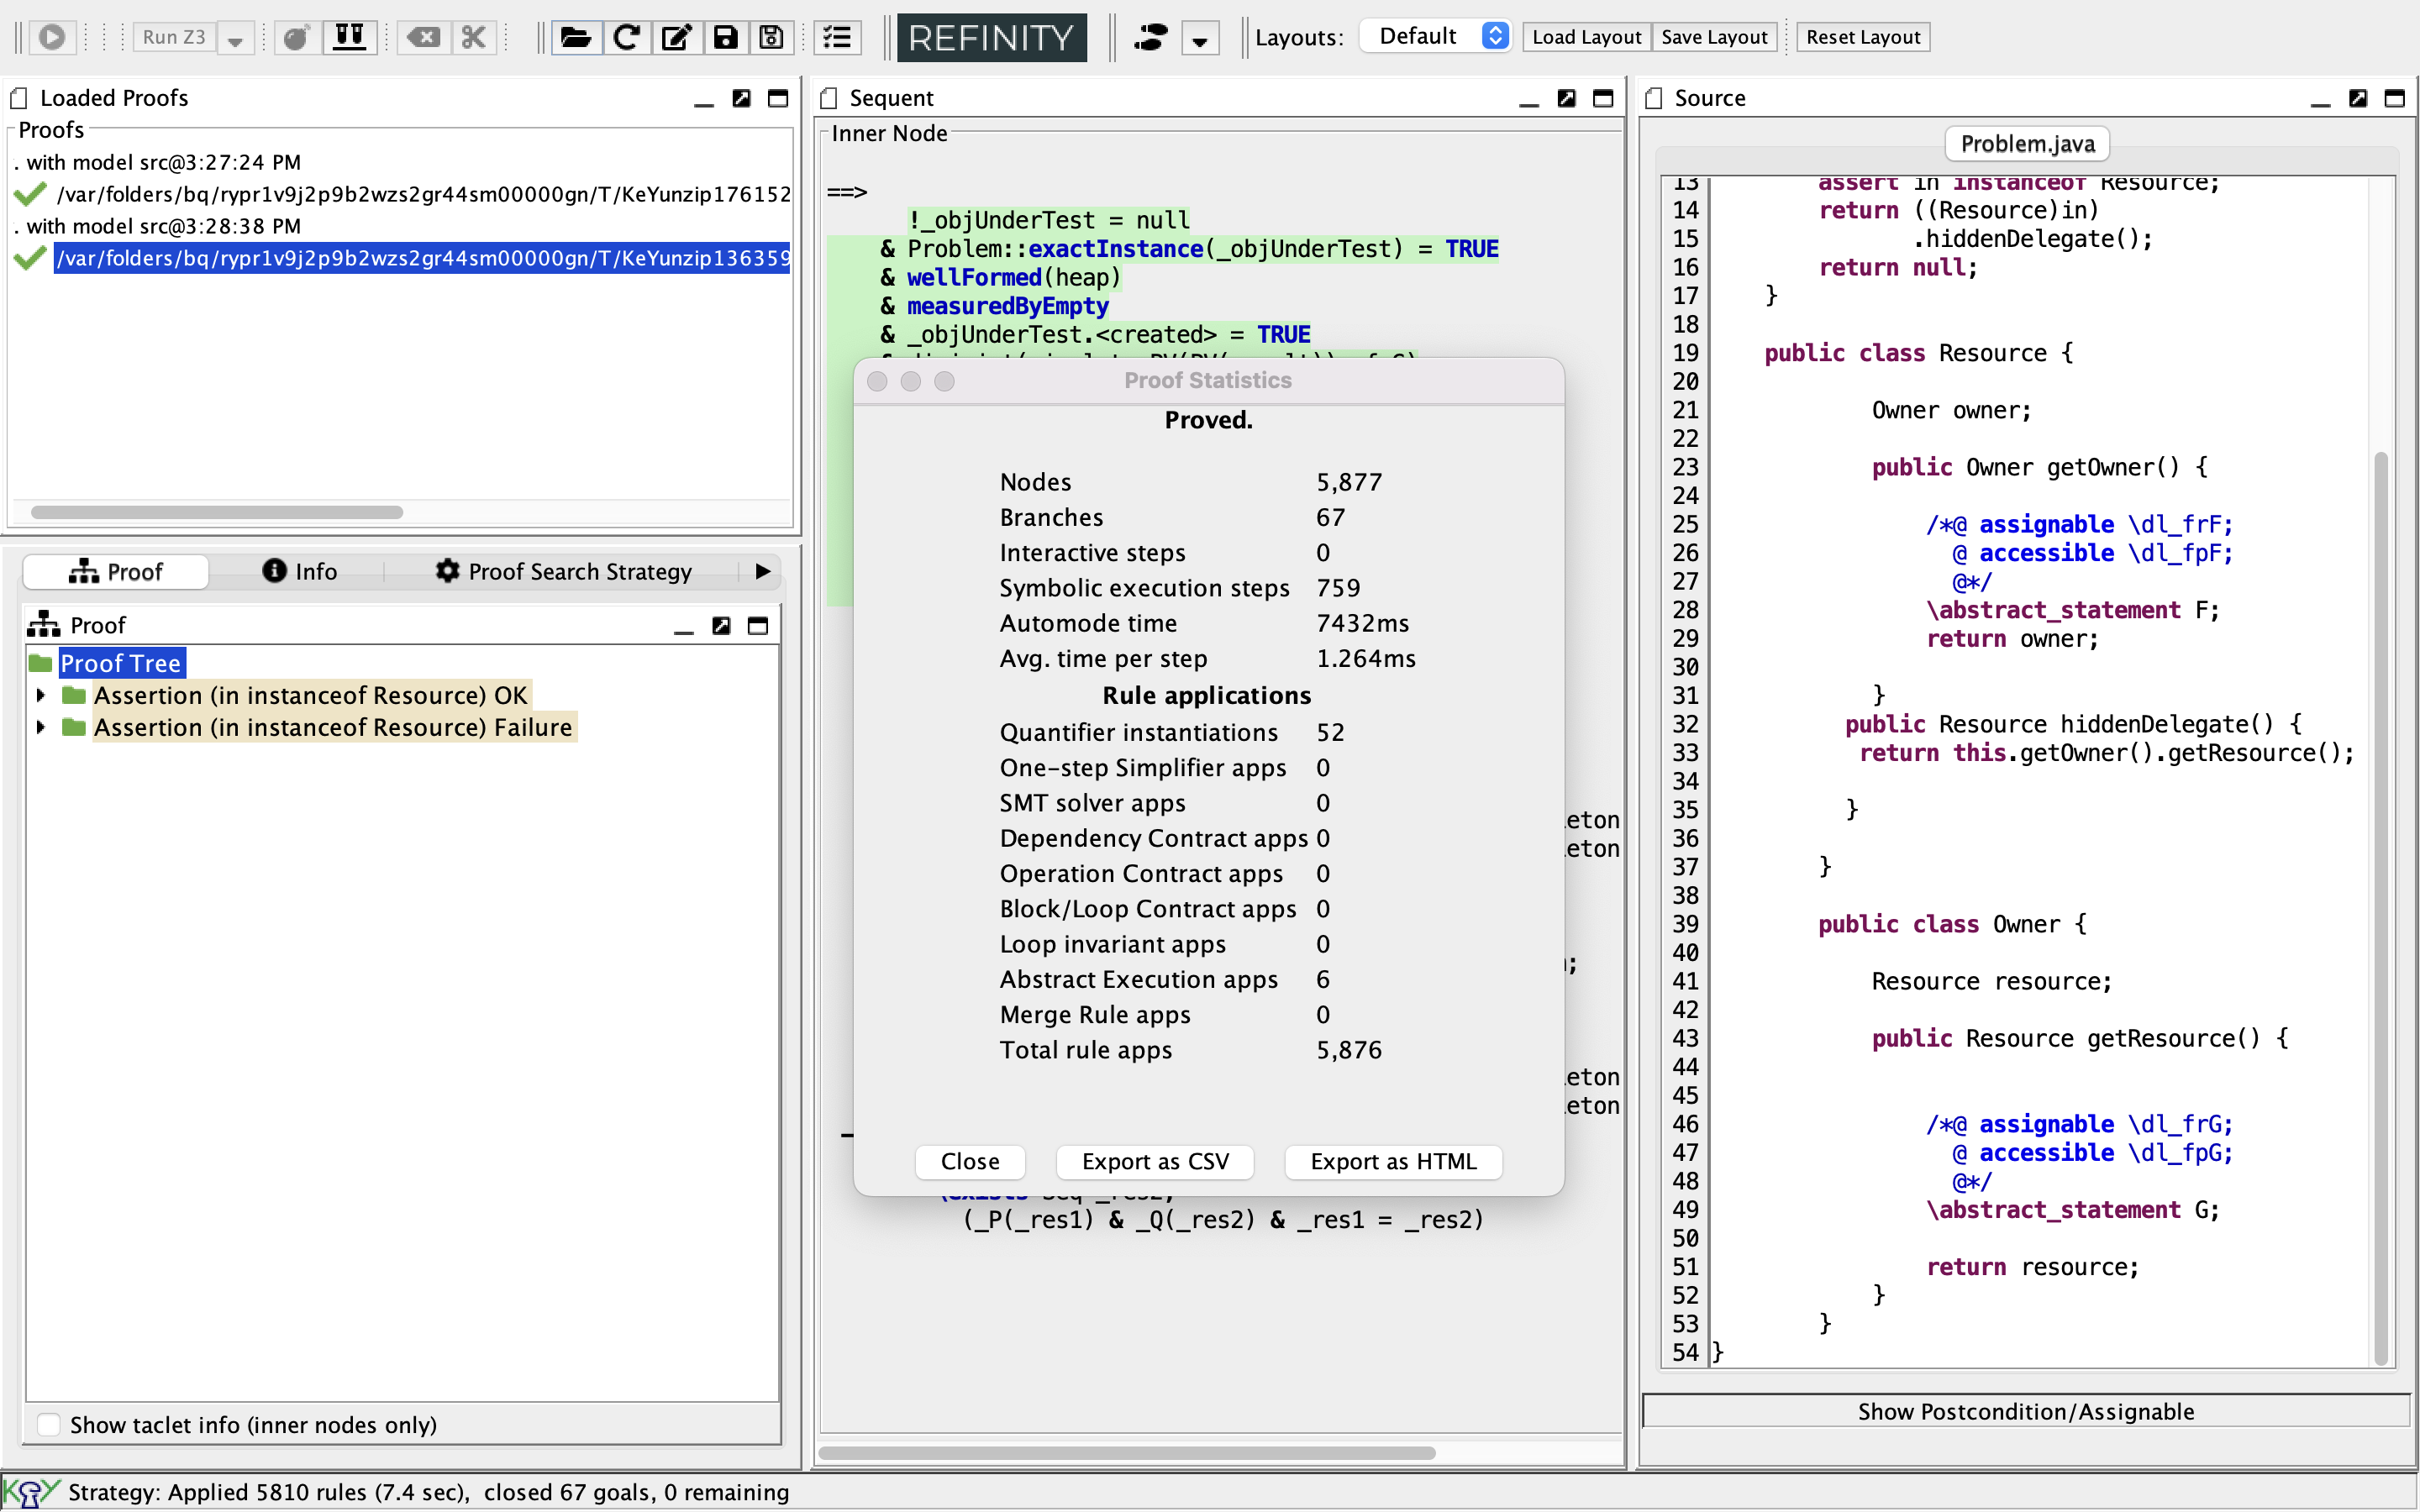 Run Z3
REFINITY
Layouts:
Default
Load Layout
Save Layout
Reset Layout
Loaded Proofs
Proofs
. with model src@3:27:24 PM
/var/folders/bq/rypr1v9j2p9b2wzs2gr44sm00000gn/T/KeYunzip176152
. with model src@3:28:38 PM
/var/folders/bq/rypr1v9j2p9b2wzs2gr44sm00000gn/T/KeYunzip136359
Proof
Info
Proof Search Strategy
Proof
Proof Tree
Assertion (in instanceof Resource) OK
Assertion (in instanceof Resource) Failure
Show taclet info (inner nodes only)
Sequent
Inner Node
==>
!_objUnderTest = null
& Problem::exactInstance(_objUnderTest) = TRUE
& wellFormed(heap)
& measuredByEmpty
& _objUnderTest.<created> = TRUE
eton
eton
;
eton
eton
(_P(_res1) & _Q(_res2) & _res1 = _res2)
Proof Statistics
Proved.
Nodes 5,877
Branches 67
Interactive steps 0
Symbolic execution steps 759
Automode time 7432ms
Avg. time per step 1.264ms
Rule applications
Quantifier instantiations 52
One-step Simplifier apps 0
SMT solver apps 0
Dependency Contract apps 0
Operation Contract apps 0
Block/Loop Contract apps 0
Loop invariant apps 0
Abstract Execution apps 6
Merge Rule apps 0
Total rule apps 5,876
Close
Export as CSV
Export as HTML
Source
Problem.java
13 assert in instanceof Resource;
14 return ((Resource)in)
15 .hiddenDelegate();
16 return null;
17 }
18
19 public class Resource {
20
21 Owner owner;
22
23 public Owner getOwner() {
24
25 /*@ assignable \dl_frF;
26 @ accessible \dl_fpF;
27 @*/
28 \abstract_statement F;
29 return owner;
30
31 }
32 public Resource hiddenDelegate() {
33 return this.getOwner().getResource();
34
35 }
36
37 }
38
39 public class Owner {
40
41 Resource resource;
42
43 public Resource getResource() {
44
45
46 /*@ assignable \dl_frG;
47 @ accessible \dl_fpG;
48 @*/
49 \abstract_statement G;
50
51 return resource;
52 }
53 }
54 }
Show Postcondition/Assignable
KeY Strategy: Applied 5810 rules (7.4 sec), closed 67 goals, 0 remaining